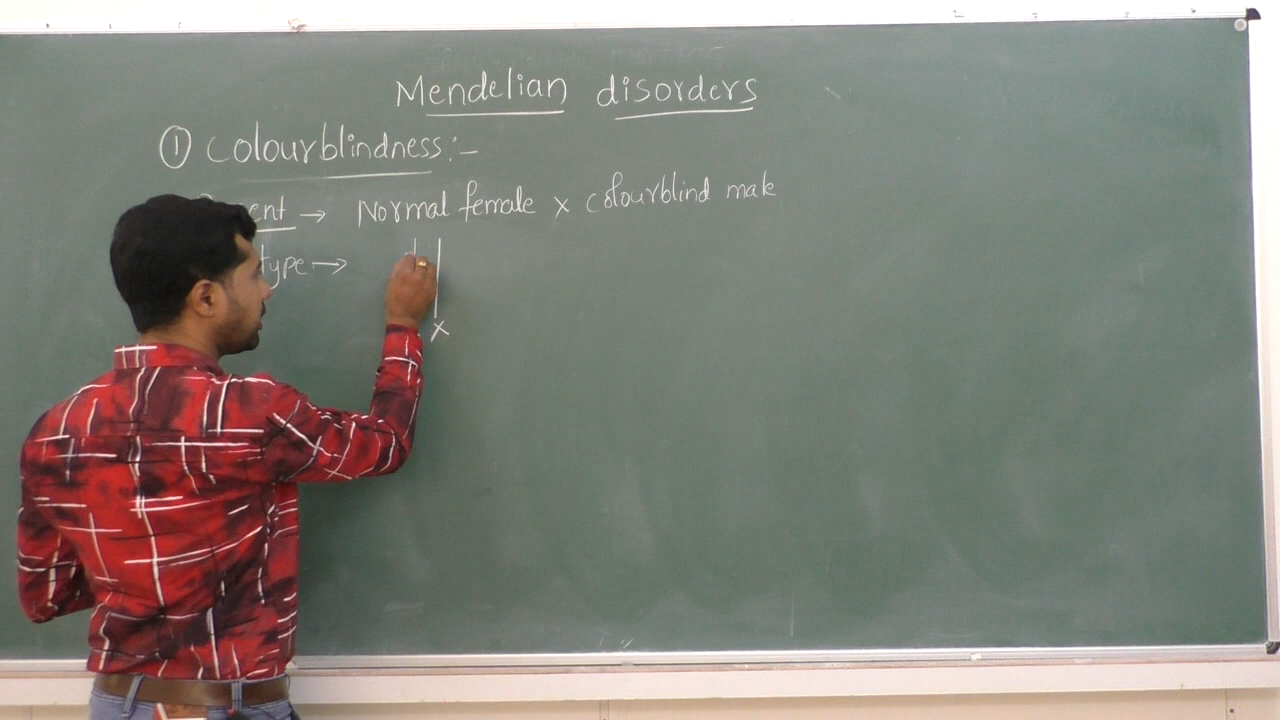 Mendelian disorders
① Colourblindness:-
ent → Normal female x colourblind male
type →
x